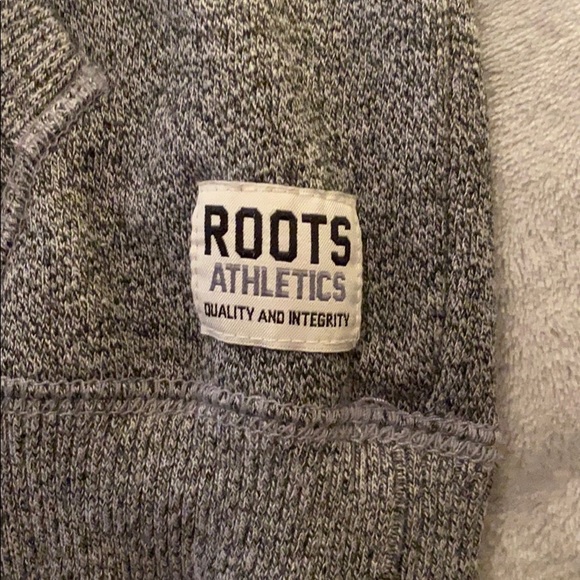 ROOTS
ATHLETICS
QUALITY AND INTEGRITY